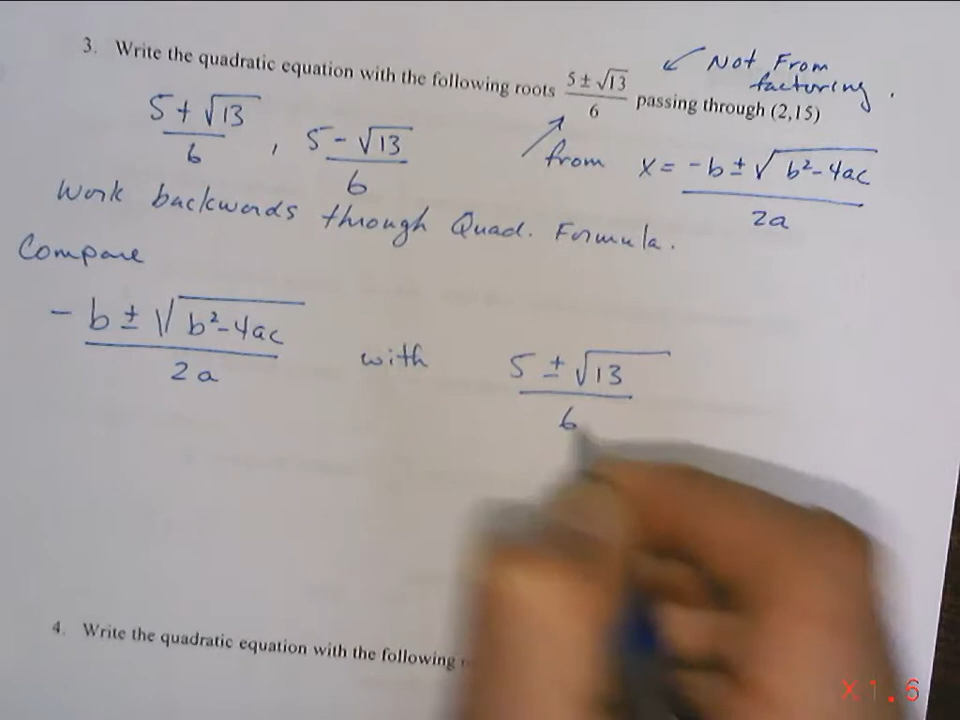 3. Write the quadratic equation with the following roots (5 ± √13)/6 passing through (2,15)
↙ Not From factoring.
(5 + √13)/6 , (5 - √13)/6
↗ from x = (-b ± √(b²-4ac))/2a
Work backwards through Quad. Formula.
Compare
(-b ± √(b²-4ac))/2a with (5 ± √13)/6
4. Write the quadratic equation with the following
X1.6